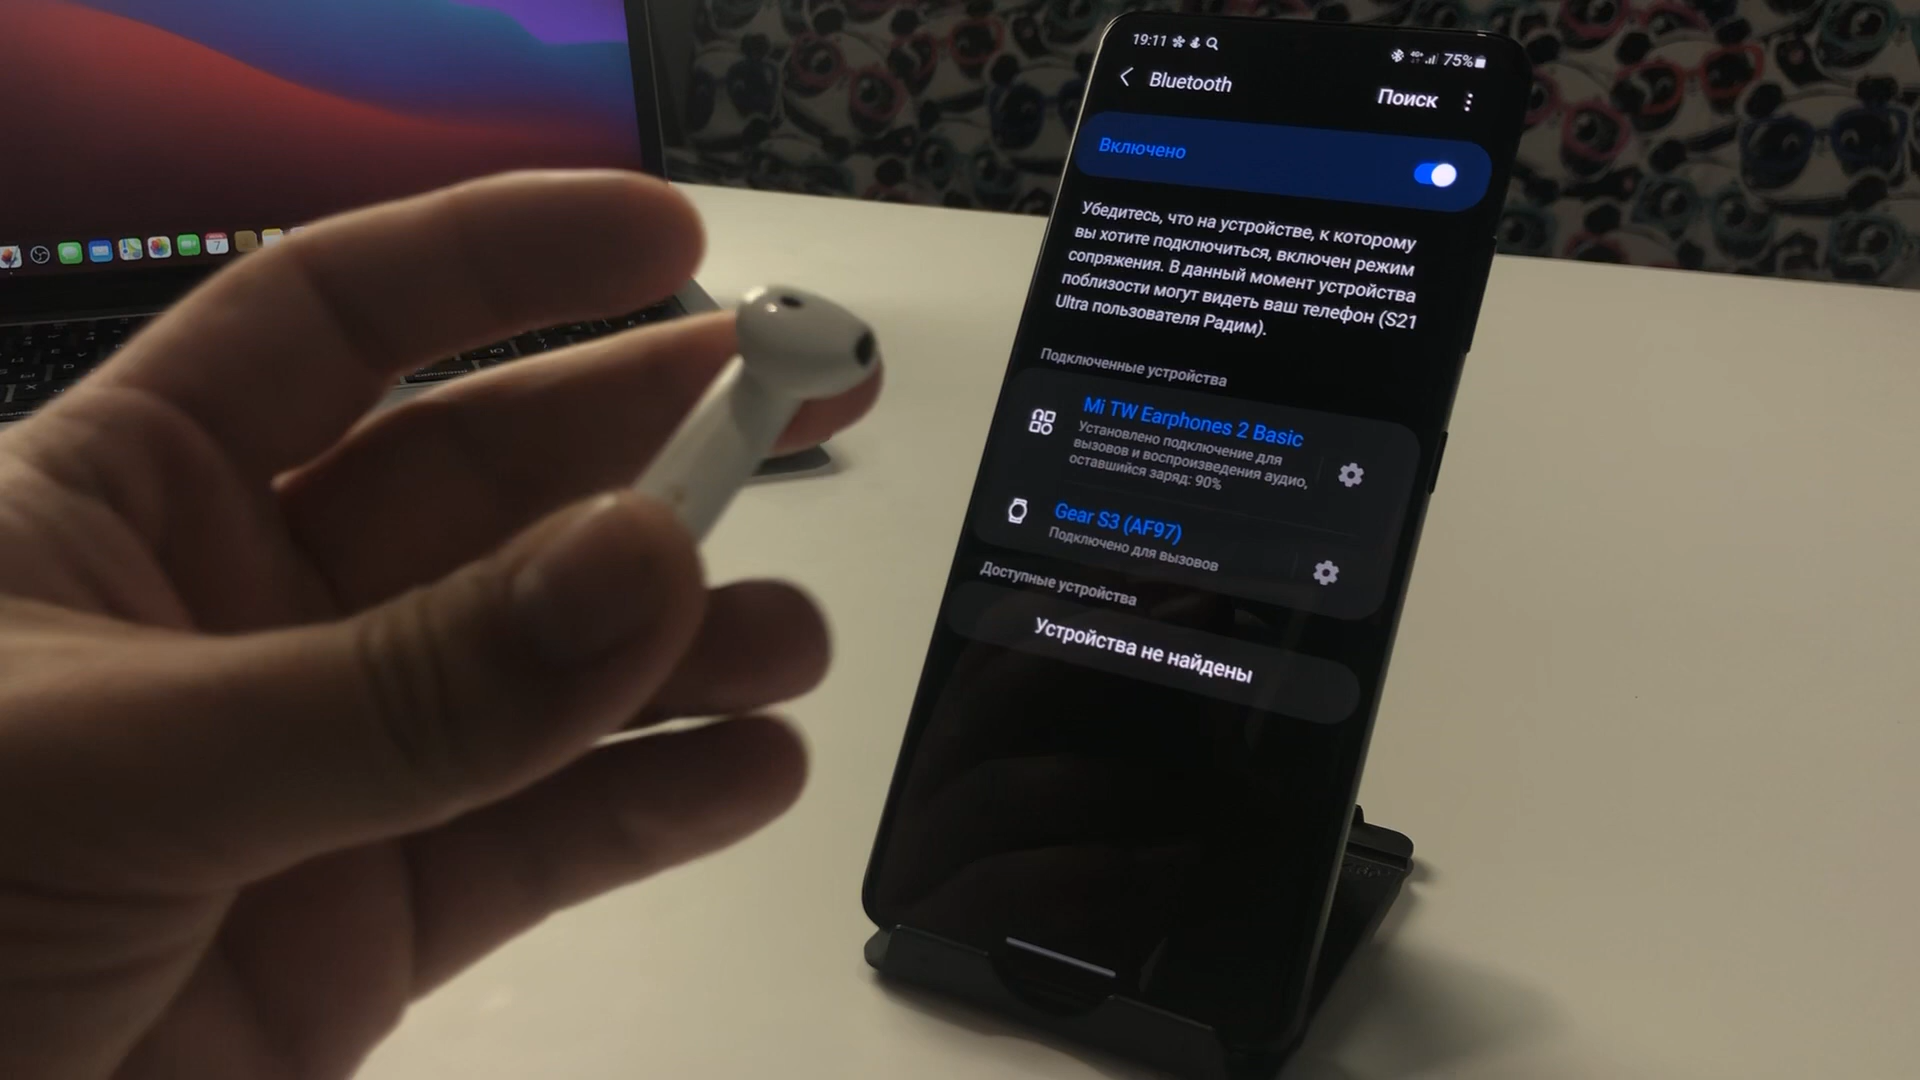 19:11
75%
Bluetooth
Поиск
Включено
Убедитесь, что на устройстве, к которому
вы хотите подключиться, включен режим
сопряжения. В данный момент устройства
поблизости могут видеть ваш телефон (S21
Ultra пользователя Радим).
Подключенные устройства
Mi TW Earphones 2 Basic
Установлено подключение для
вызовов и воспроизведения аудио,
оставшийся заряд: 90%
Gear S3 (AF97)
Подключено для вызовов
Доступные устройства
Устройства не найдены
7
command